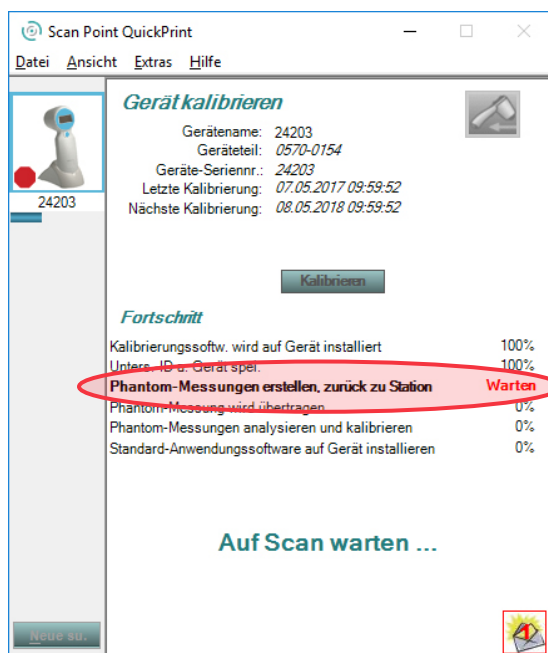 Scan Point QuickPrint
Datei Ansicht Extras Hilfe
24203
Gerät kalibrieren
Gerätename: 24203
Geräteteil: 0570-0154
Geräte-Seriennr.: 24203
Letzte Kalibrierung: 07.05.2017 09:59:52
Nächste Kalibrierung: 08.05.2018 09:59:52
Kalibrieren
Fortschritt
Kalibrierungssoftw. wird auf Gerät installiert 100%
Unters.-ID a. Gerät spei. 100%
Phantom-Messungen erstellen, zurück zu Station Warten
Phantom-Messung wird übertragen 0%
Phantom-Messungen analysieren und kalibrieren 0%
Standard-Anwendungssoftware auf Gerät installieren 0%
Auf Scan warten ...
Neue su.